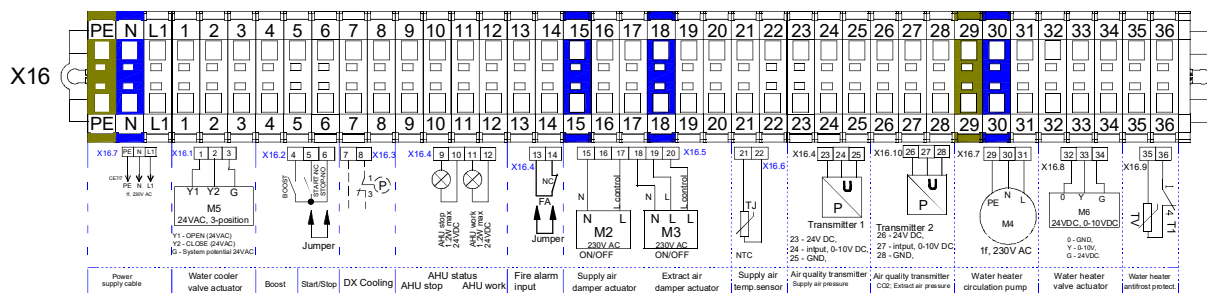 PE N L1 1 2 3 4 5 6 7 8 9 10 11 12 13 14 15 16 17 18 19 20 21 22 23 24 25 26 27 28 29 30 31 32 33 34 35 36
X16
PE N L1 1 2 3 4 5 6 7 8 9 10 11 12 13 14 15 16 17 18 19 20 21 22 23 24 25 26 27 28 29 30 31 32 33 34 35 36
X16.7 PE N L1
CE7/7
PE N L1
1f, 230V AC
X16.1 1 2 3
Y1 Y2 G
M5
24VAC, 3-position
Y1 - OPEN (24VAC)
Y2 - CLOSE (24VAC)
G - System potential 24VAC
X16.2 4 5 6
BOOST
START-NC
STOP-NO
Jumper
7 8 X16.3
1
3
P
X16.4 9 10 11 12
AHU stop
1.2W max
24VDC
AHU work
1.2W max
24VDC
13 14
X16.4
NC
FA
Jumper
15 16 17 18 19 20 X16.5
N
L control
L
L control
N L
M2
230V AC
ON/OFF
N L L
M3
230V AC
ON/OFF
21 22
X16.6
TJ
NTC
X16.4 23 24 25
U
P
Transmitter 1
23 - 24V DC,
24 - intput, 0-10V DC,
25 - GND,
X16.10 26 27 28
U
P
Transmitter 2
26 - 24V DC,
27 - intput, 0-10V DC,
28 - GND,
X16.7 29 30 31
PE N L
M4
1f, 230V AC
32 33 34
X16.8
0 Y G
M6
24VDC, 0-10VDC
0 - GND,
Y - 0-10V,
G - 24VDC.
35 36
X16.9
TV
1
4
T1
Power
supply cable
Water cooler
valve actuator
Boost
Start/Stop
DX Cooling
AHU status
AHU stop AHU work
Fire alarm
input
Supply air
damper actuator
Extract air
damper actuator
Supply air
temp.sensor
Air quality transmitter
Supply air pressure
Air quality transmitter
CO2; Extract air pressure
Water heater
circulation pump
Water heater
valve actuator
Water heater
antifrost protect.